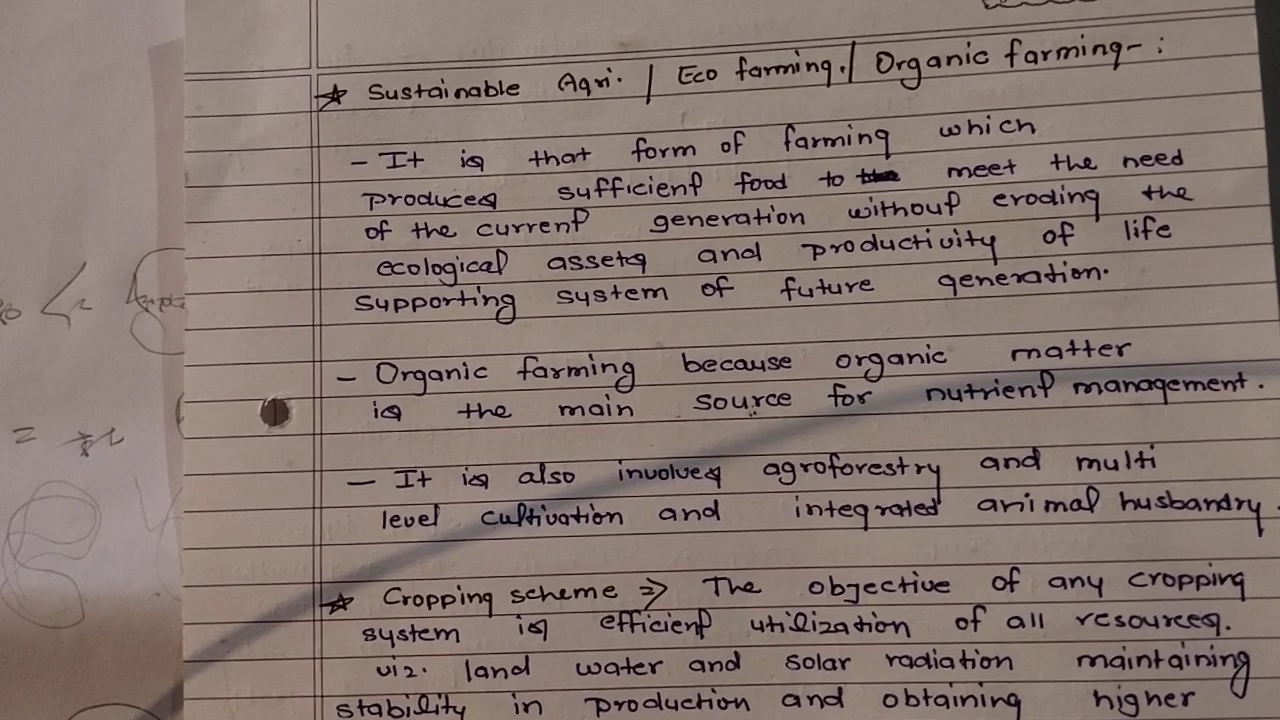 ☆ Sustainable Agri. / Eco farming. / Organic farming- :
- It is that form of farming which
produces sufficient food to meet the need
of the current generation without eroding the
ecological assets and productivity of life
supporting system of future generation.
- Organic farming because organic matter
is the main source for nutrient management.
- It is also involves agroforestry and multi
level cultivation and integrated animal husbandry.
☆ Cropping scheme ⇒ The objective of any cropping
system is efficient utilization of all resources.
viz. land water and solar radiation maintaining
stability in production and obtaining higher